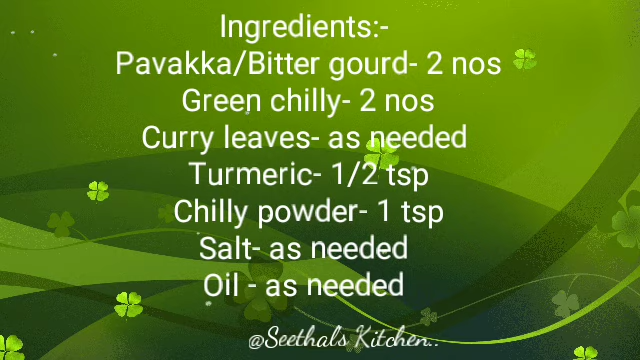 Ingredients:-
Pavakka/Bitter gourd- 2 nos
Green chilly- 2 nos
Curry leaves- as needed
Turmeric- 1/2 tsp
Chilly powder- 1 tsp
Salt- as needed
Oil - as needed
@Seethals Kitchen..